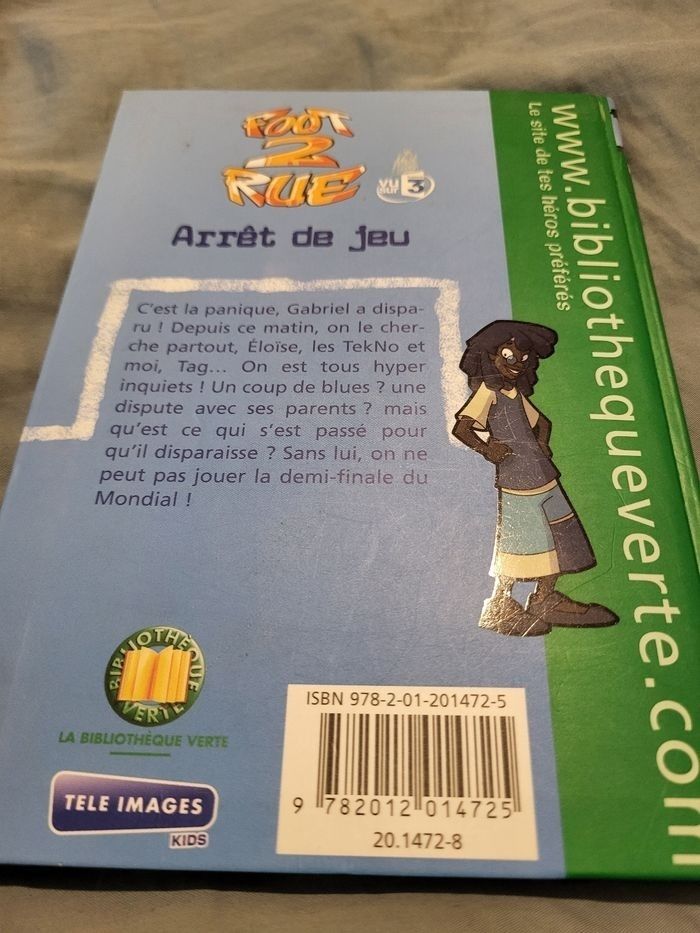 FOOT
2
RUE
vu
sur
3
Arrêt de jeu
C'est la panique, Gabriel a dispa-
ru ! Depuis ce matin, on le cher-
che partout, Éloïse, les TekNo et
moi, Tag... On est tous hyper
inquiets ! Un coup de blues ? une
dispute avec ses parents ? mais
qu'est ce qui s'est passé pour
qu'il disparaisse ? Sans lui, on ne
peut pas jouer la demi-finale du
Mondial !
www.bibliothequeverte.com
Le site de tes héros préférés
BIBLIOTHÈQUE
VERTE
LA BIBLIOTHÈQUE VERTE
TELE IMAGES
KIDS
ISBN 978-2-01-201472-5
9 782012 014725
20.1472-8